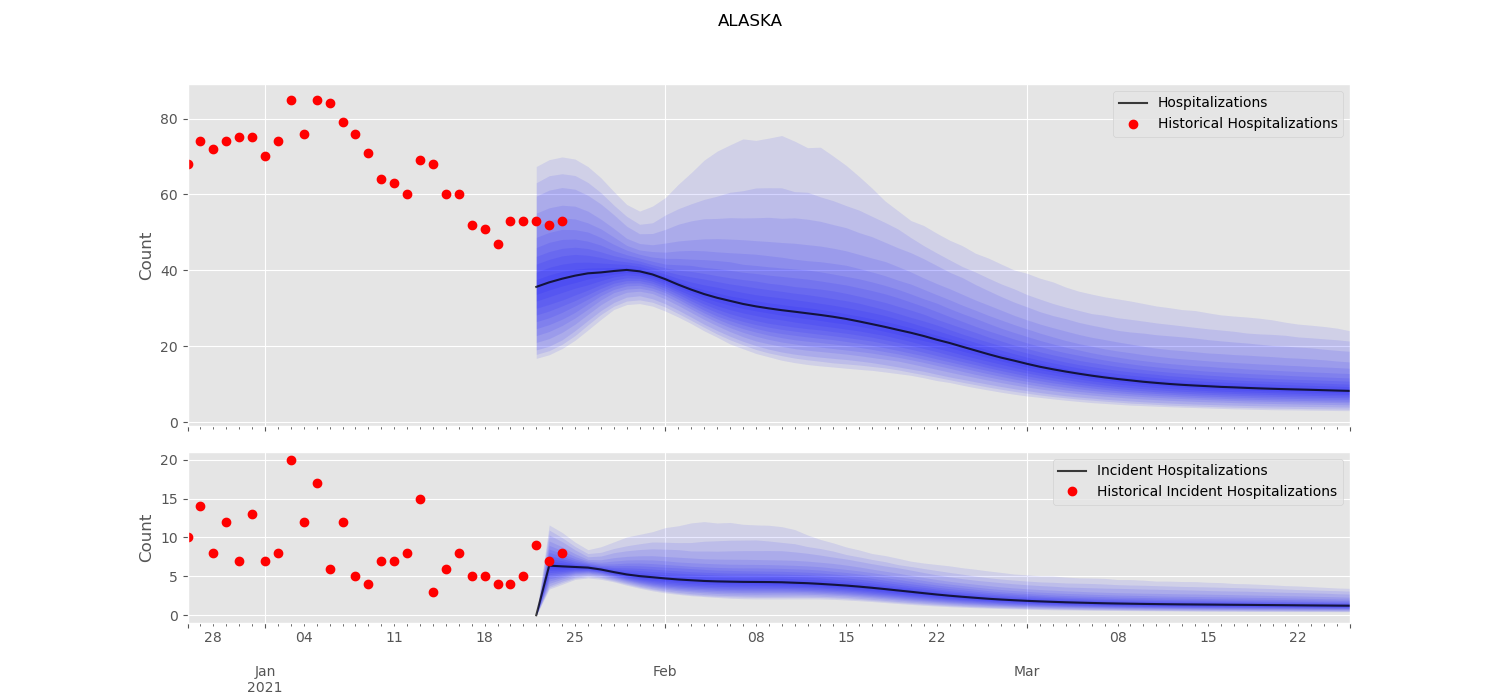 ALASKA
Hospitalizations
Historical Hospitalizations
80
60
40
20
0
Count
Incident Hospitalizations
Historical Incident Hospitalizations
20
15
10
5
0
Count
28 04 11 18 25 08 15 22 08 15 22
Jan Feb Mar
2021